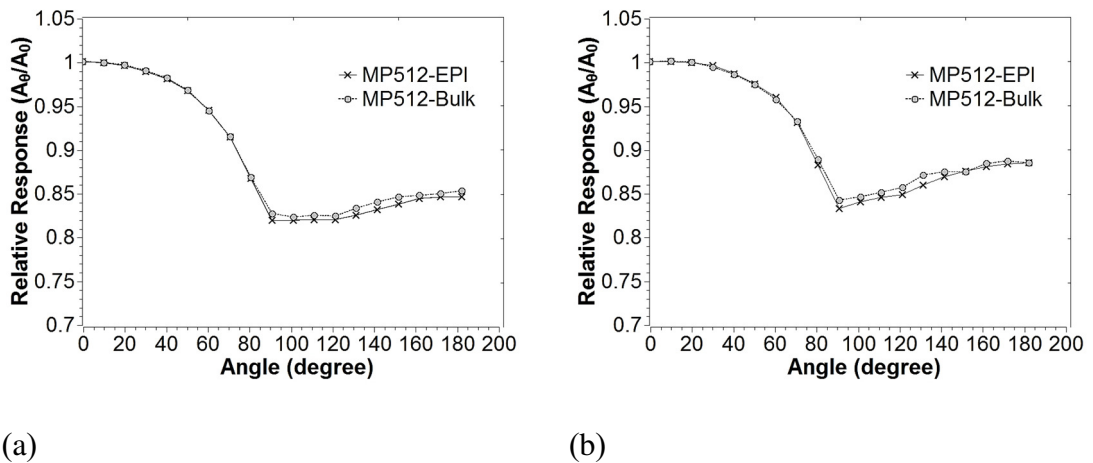 1.05
1
0.95
0.9
0.85
0.8
0.75
0.7
Relative Response (Aθ/A0)
MP512-EPI
MP512-Bulk
0 20 40 60 80 100 120 140 160 180 200
Angle (degree)
(a)
1.05
1
0.95
0.9
0.85
0.8
0.75
0.7
Relative Response (Aθ/A0)
MP512-EPI
MP512-Bulk
0 20 40 60 80 100 120 140 160 180 200
Angle (degree)
(b)